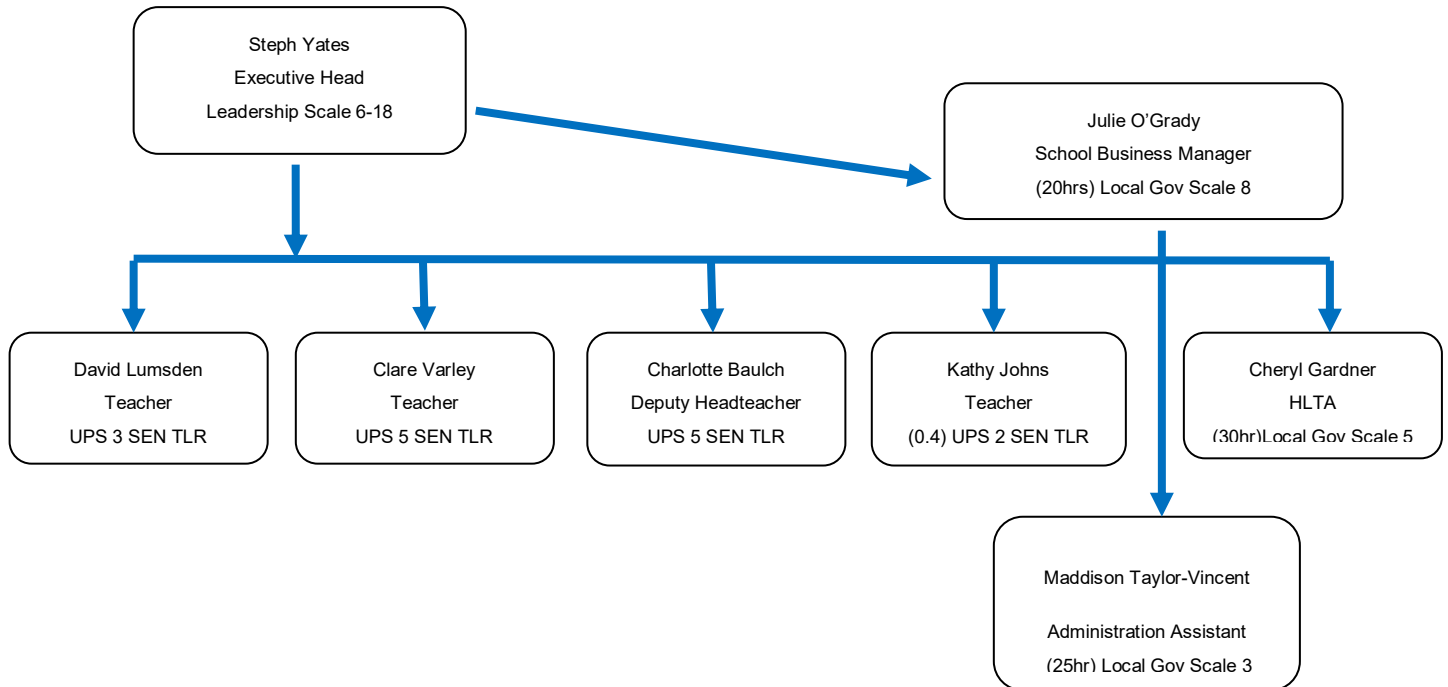 Steph Yates
Executive Head
Leadership Scale 6-18
Julie O’Grady
School Business Manager
(20hrs) Local Gov Scale 8
David Lumsden
Teacher
UPS 3 SEN TLR
Clare Varley
Teacher
UPS 5 SEN TLR
Charlotte Baulch
Deputy Headteacher
UPS 5 SEN TLR
Kathy Johns
Teacher
(0.4) UPS 2 SEN TLR
Cheryl Gardner
HLTA
(30hr)Local Gov Scale 5
Maddison Taylor-Vincent
Administration Assistant
(25hr) Local Gov Scale 3